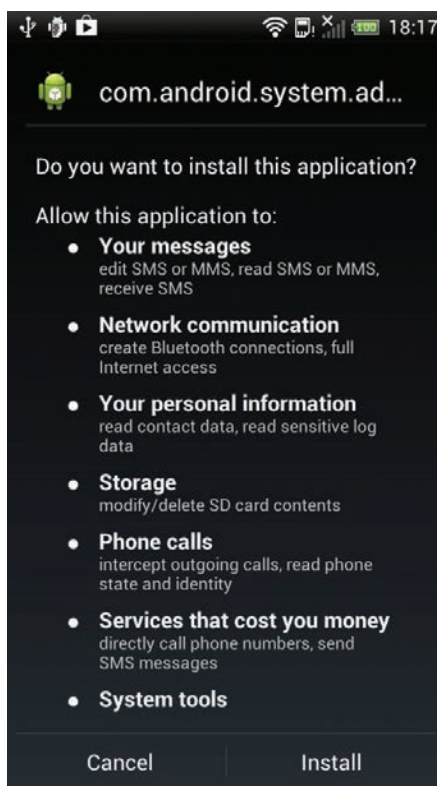 100 18:17
com.android.system.ad...
Do you want to install this application?
Allow this application to:
Your messages
edit SMS or MMS, read SMS or MMS,
receive SMS
Network communication
create Bluetooth connections, full
Internet access
Your personal information
read contact data, read sensitive log
data
Storage
modify/delete SD card contents
Phone calls
intercept outgoing calls, read phone
state and identity
Services that cost you money
directly call phone numbers, send
SMS messages
System tools
Cancel Install